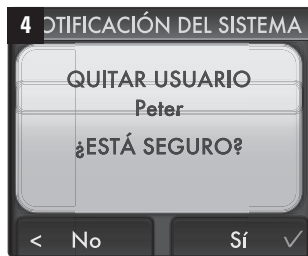 4 OTIFICACIÓN DEL SISTEMA
QUITAR USUARIO
Peter
¿ESTÁ SEGURO?
< No Sí ✓